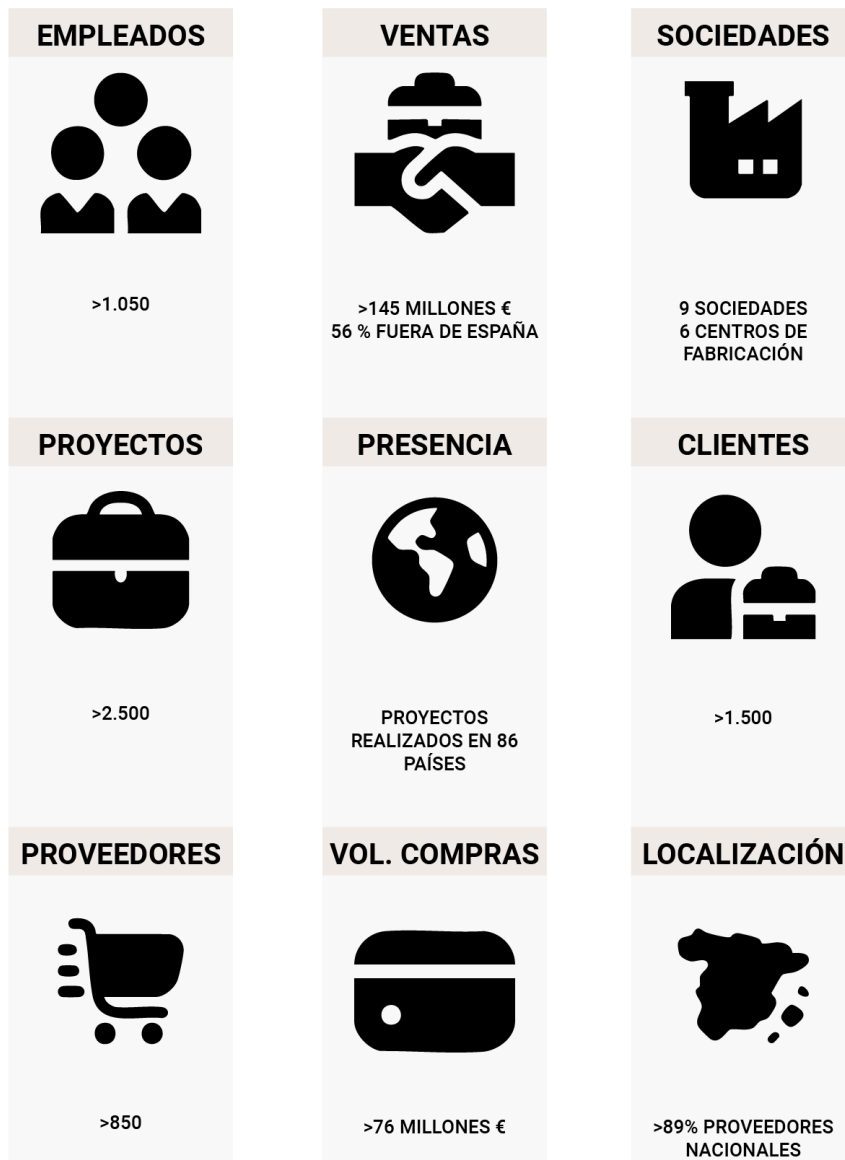 EMPLEADOS
>1.050
VENTAS
>145 MILLONES €
56 % FUERA DE ESPAÑA
SOCIEDADES
9 SOCIEDADES
6 CENTROS DE
FABRICACIÓN
PROYECTOS
>2.500
PRESENCIA
PROYECTOS
REALIZADOS EN 86
PAÍSES
CLIENTES
>1.500
PROVEEDORES
>850
VOL. COMPRAS
>76 MILLONES €
LOCALIZACIÓN
>89% PROVEEDORES
NACIONALES